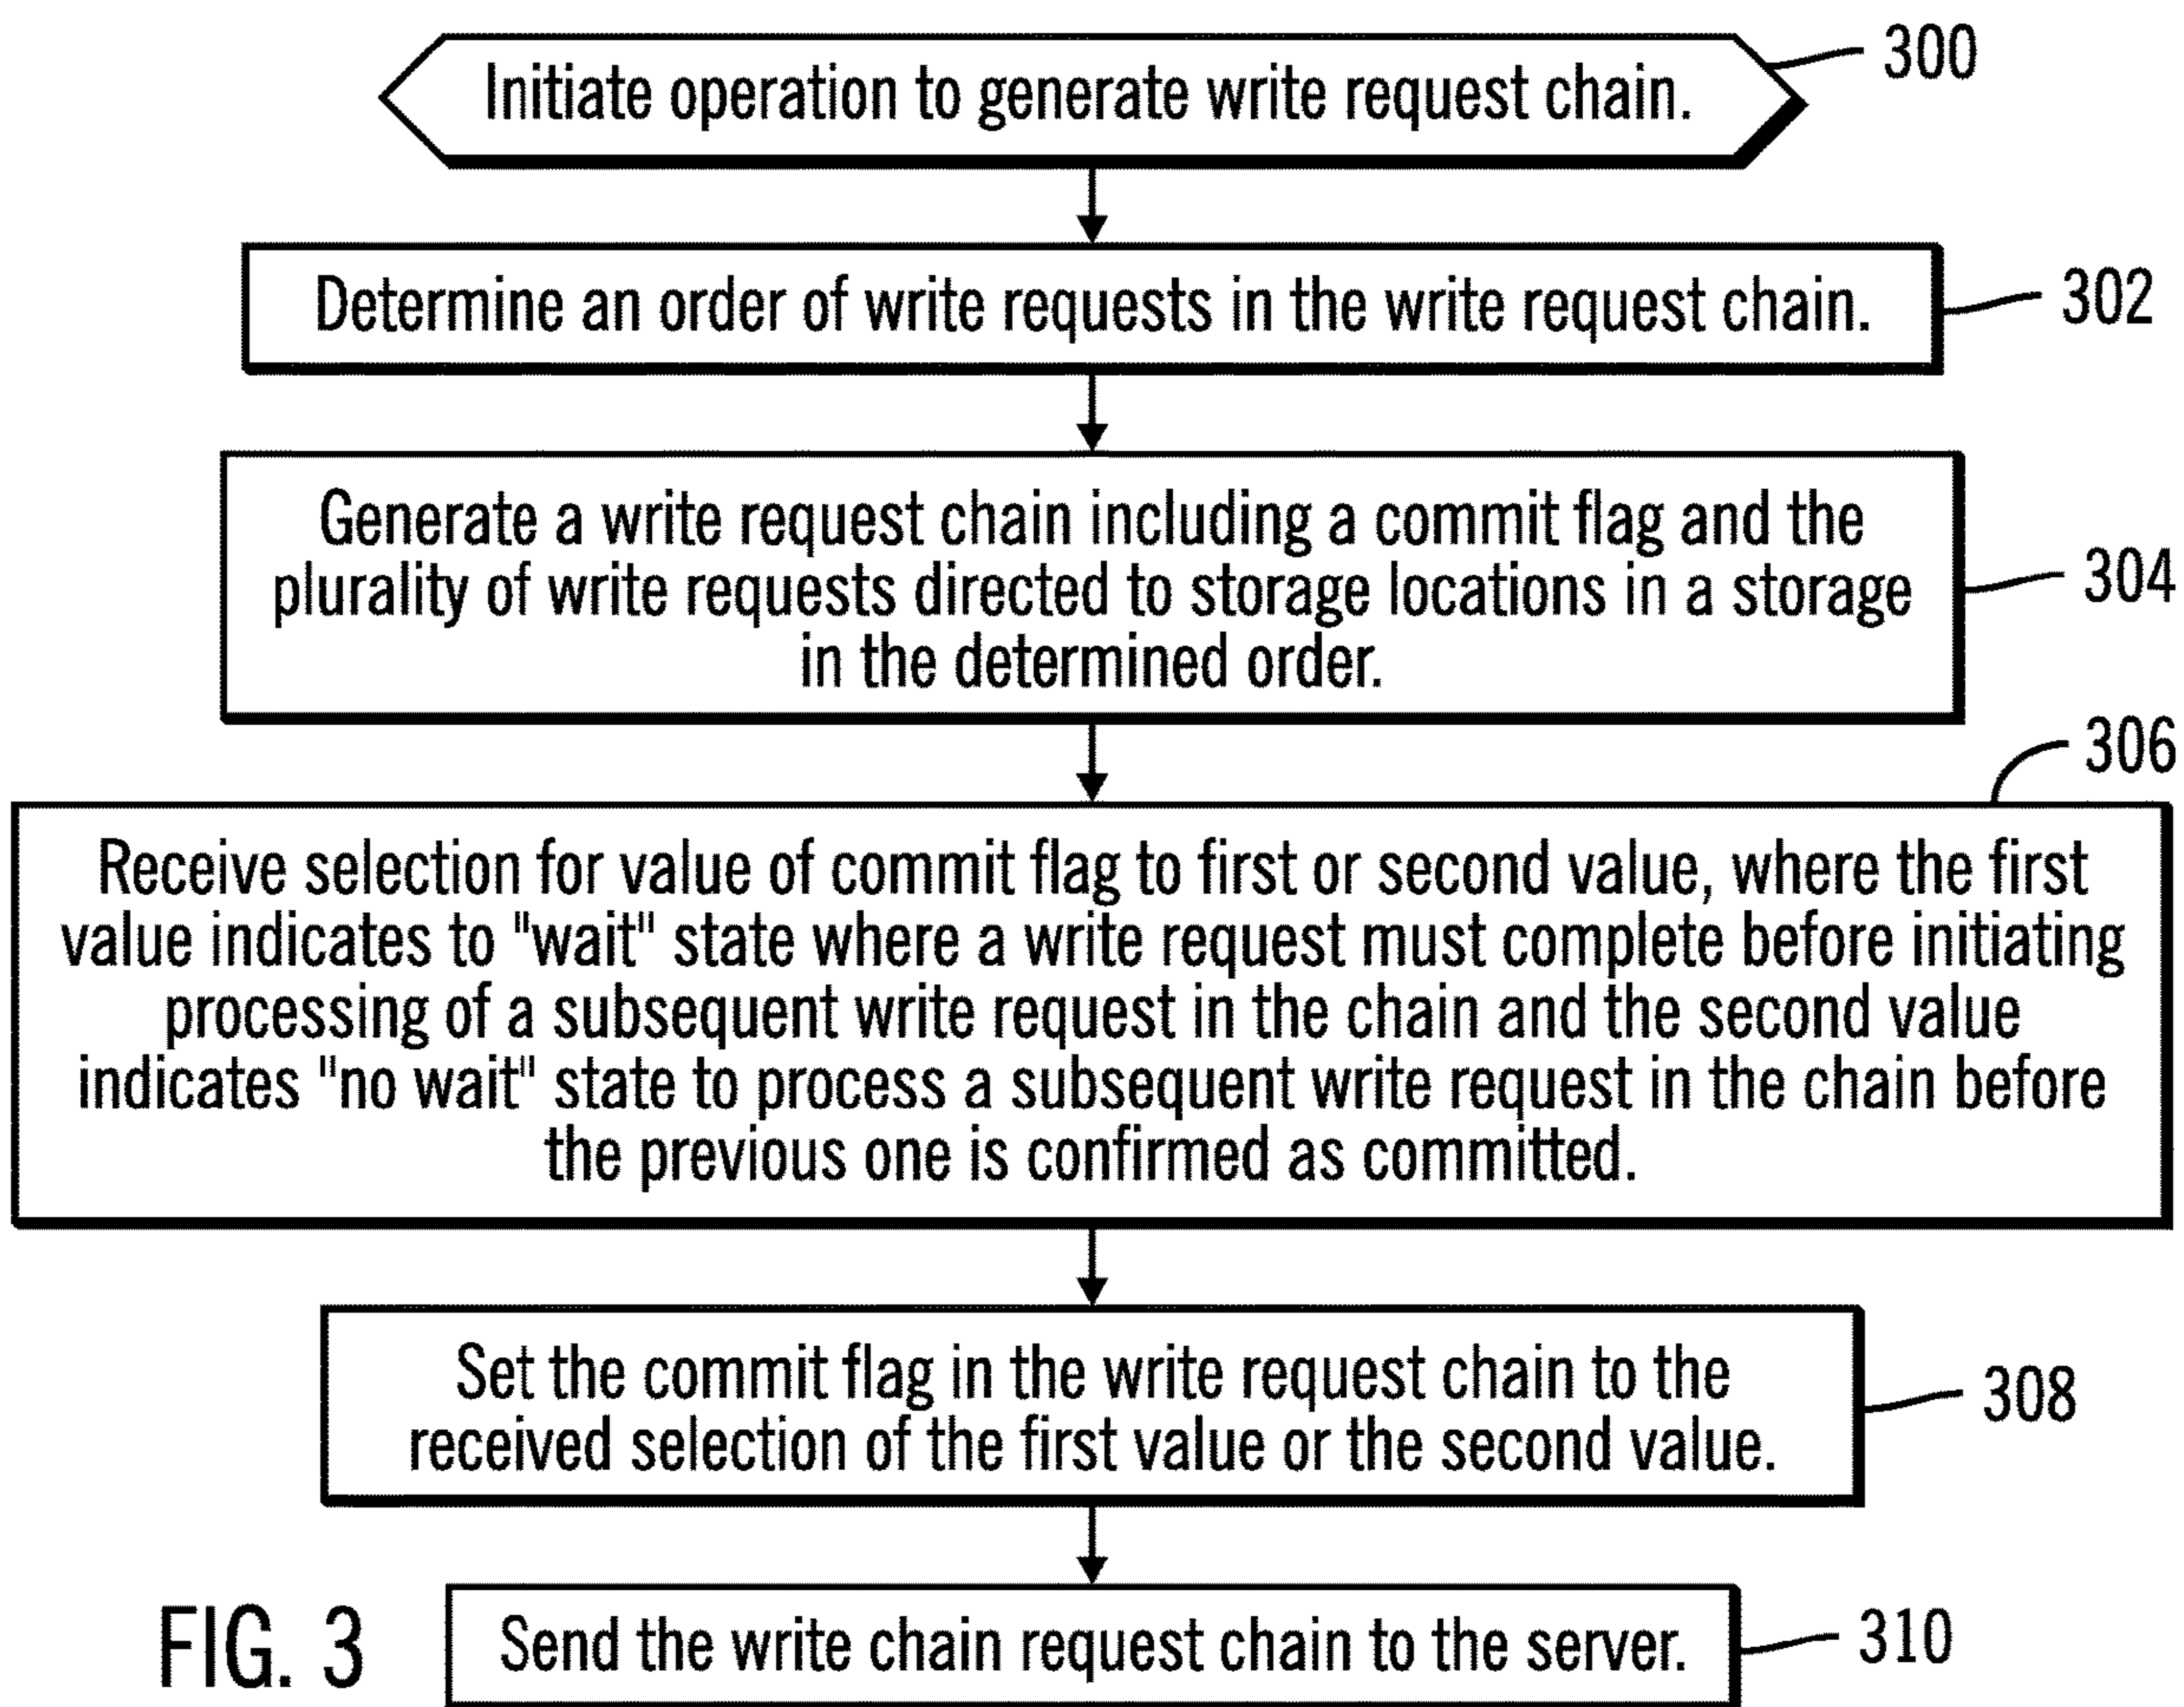 Initiate operation to generate write request chain.
300
Determine an order of write requests in the write request chain.
302
Generate a write request chain including a commit flag and the
plurality of write requests directed to storage locations in a storage
in the determined order.
304
306
Receive selection for value of commit flag to first or second value, where the first
value indicates to "wait" state where a write request must complete before initiating
processing of a subsequent write request in the chain and the second value
indicates "no wait" state to process a subsequent write request in the chain before
the previous one is confirmed as committed.
Set the commit flag in the write request chain to the
received selection of the first value or the second value.
308
FIG. 3
Send the write chain request chain to the server.
310